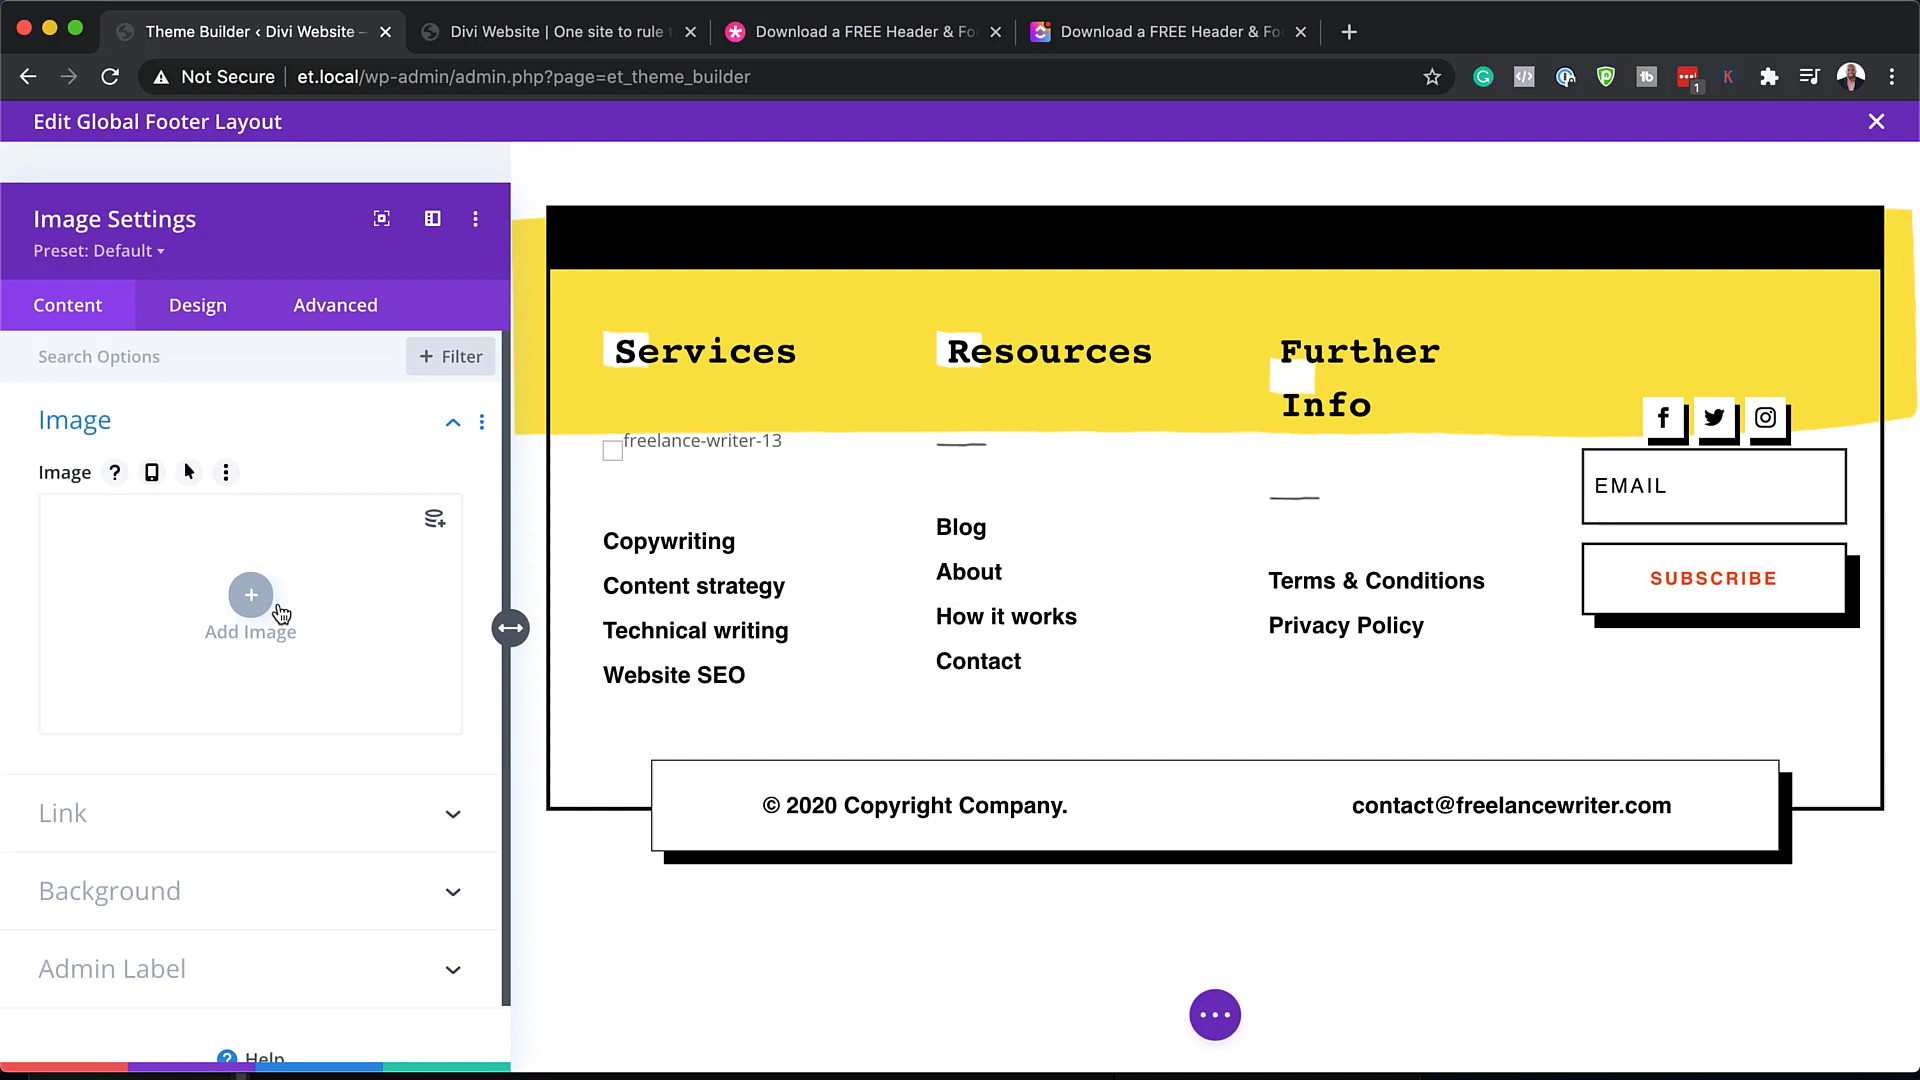 Theme Builder ‹ Divi Website –
Divi Website | One site to rule t
Download a FREE Header & Fo
Download a FREE Header & Fo
Not Secure
et.local/wp-admin/admin.php?page=et_theme_builder
1
Edit Global Footer Layout
Image Settings
Preset: Default
Content
Design
Advanced
Search Options
+ Filter
Image
Image
Add Image
Link
Background
Admin Label
Help
Services
Resources
Further
Info
freelance-writer-13
Copywriting
Content strategy
Technical writing
Website SEO
Blog
About
How it works
Contact
Terms & Conditions
Privacy Policy
EMAIL
SUBSCRIBE
© 2020 Copyright Company.
contact@freelancewriter.com